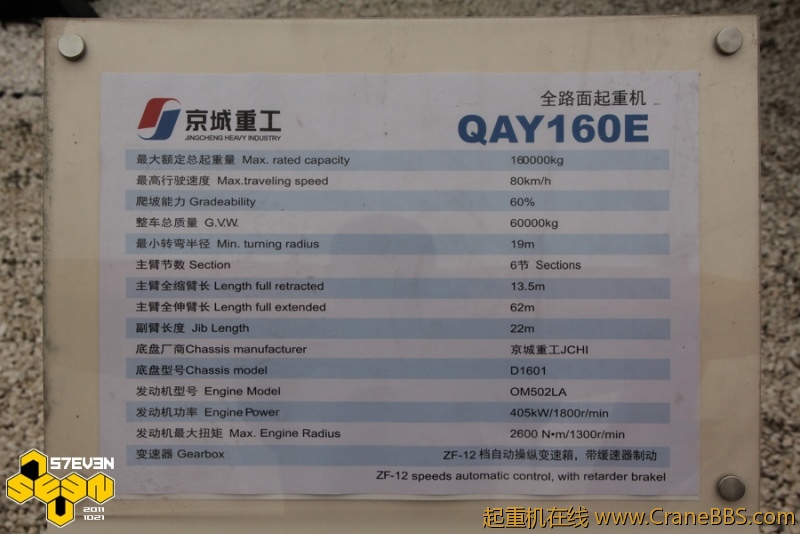 京城重工
JINGCHENG HEAVY INDUSTRY
全路面起重机
QAY160E
最大额定总起重量 Max. rated capacity 160000kg
最高行驶速度 Max.traveling speed 80km/h
爬坡能力 Gradeability 60%
整车总质量 G.V.W. 60000kg
最小转弯半径 Min. turning radius 19m
主臂节数 Section 6节 Sections
主臂全缩臂长 Length full retracted 13.5m
主臂全伸臂长 Length full extended 62m
副臂长度 Jib Length 22m
底盘厂商Chassis manufacturer 京城重工JCHI
底盘型号Chassis model D1601
发动机型号 Engine Model OM502LA
发动机功率 Engine Power 405kW/1800r/min
发动机最大扭矩 Max. Engine Radius 2600 N•m/1300r/min
变速器 Gearbox ZF-12 档自动操纵变速箱，带缓速器制动
ZF-12 speeds automatic control, with retarder brakel
S7EV3N
SEAN
2011
1021
起重机在线 www.CraneBBS.com